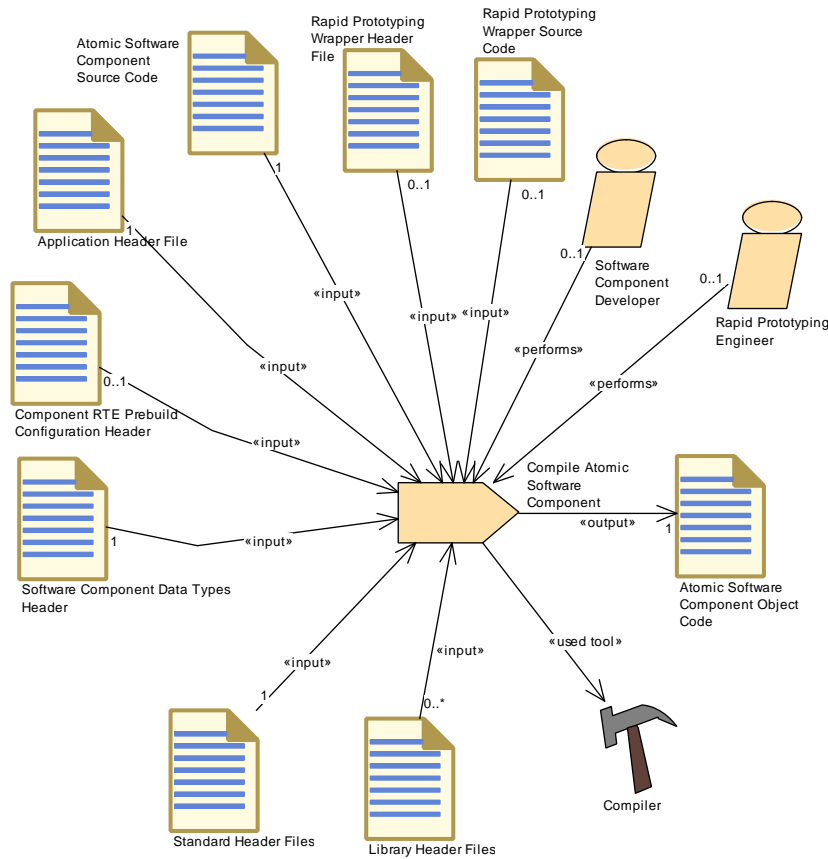 Rapid Prototyping
Wrapper Header
File
Rapid Prototyping
Wrapper Source
Code
Atomic Software
Component
Source Code
1
0..1
0..1
Application Header File
1
0..1
Software
Component
Developer
0..1
Rapid Prototyping
Engineer
«input»
«input»
«input»
«performs»
«input»
«performs»
0..1
Component RTE Prebuild
Configuration Header
«input»
Compile Atomic
Software
Component
«output»
1
1
«input»
Software Component Data Types
Header
Atomic Software
Component Object
Code
«input»
«input»
«used tool»
1
0..*
Compiler
Standard Header Files
Library Header Files